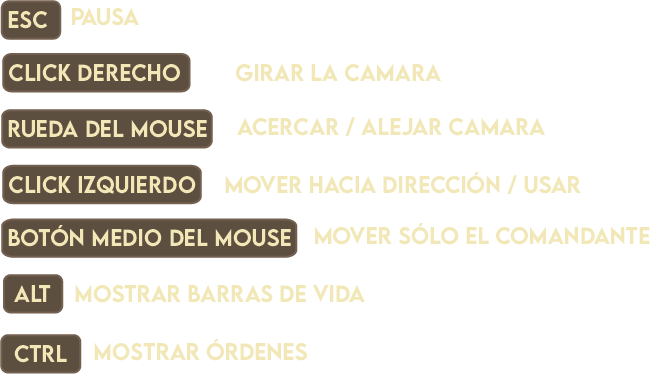 ESC PAUSA
CLICK DERECHO GIRAR LA CAMARA
RUEDA DEL MOUSE ACERCAR / ALEJAR CAMARA
CLICK IZQUIERDO MOVER HACIA DIRECCIÓN / USAR
BOTÓN MEDIO DEL MOUSE MOVER SÓLO EL COMANDANTE
ALT MOSTRAR BARRAS DE VIDA
CTRL MOSTRAR ÓRDENES